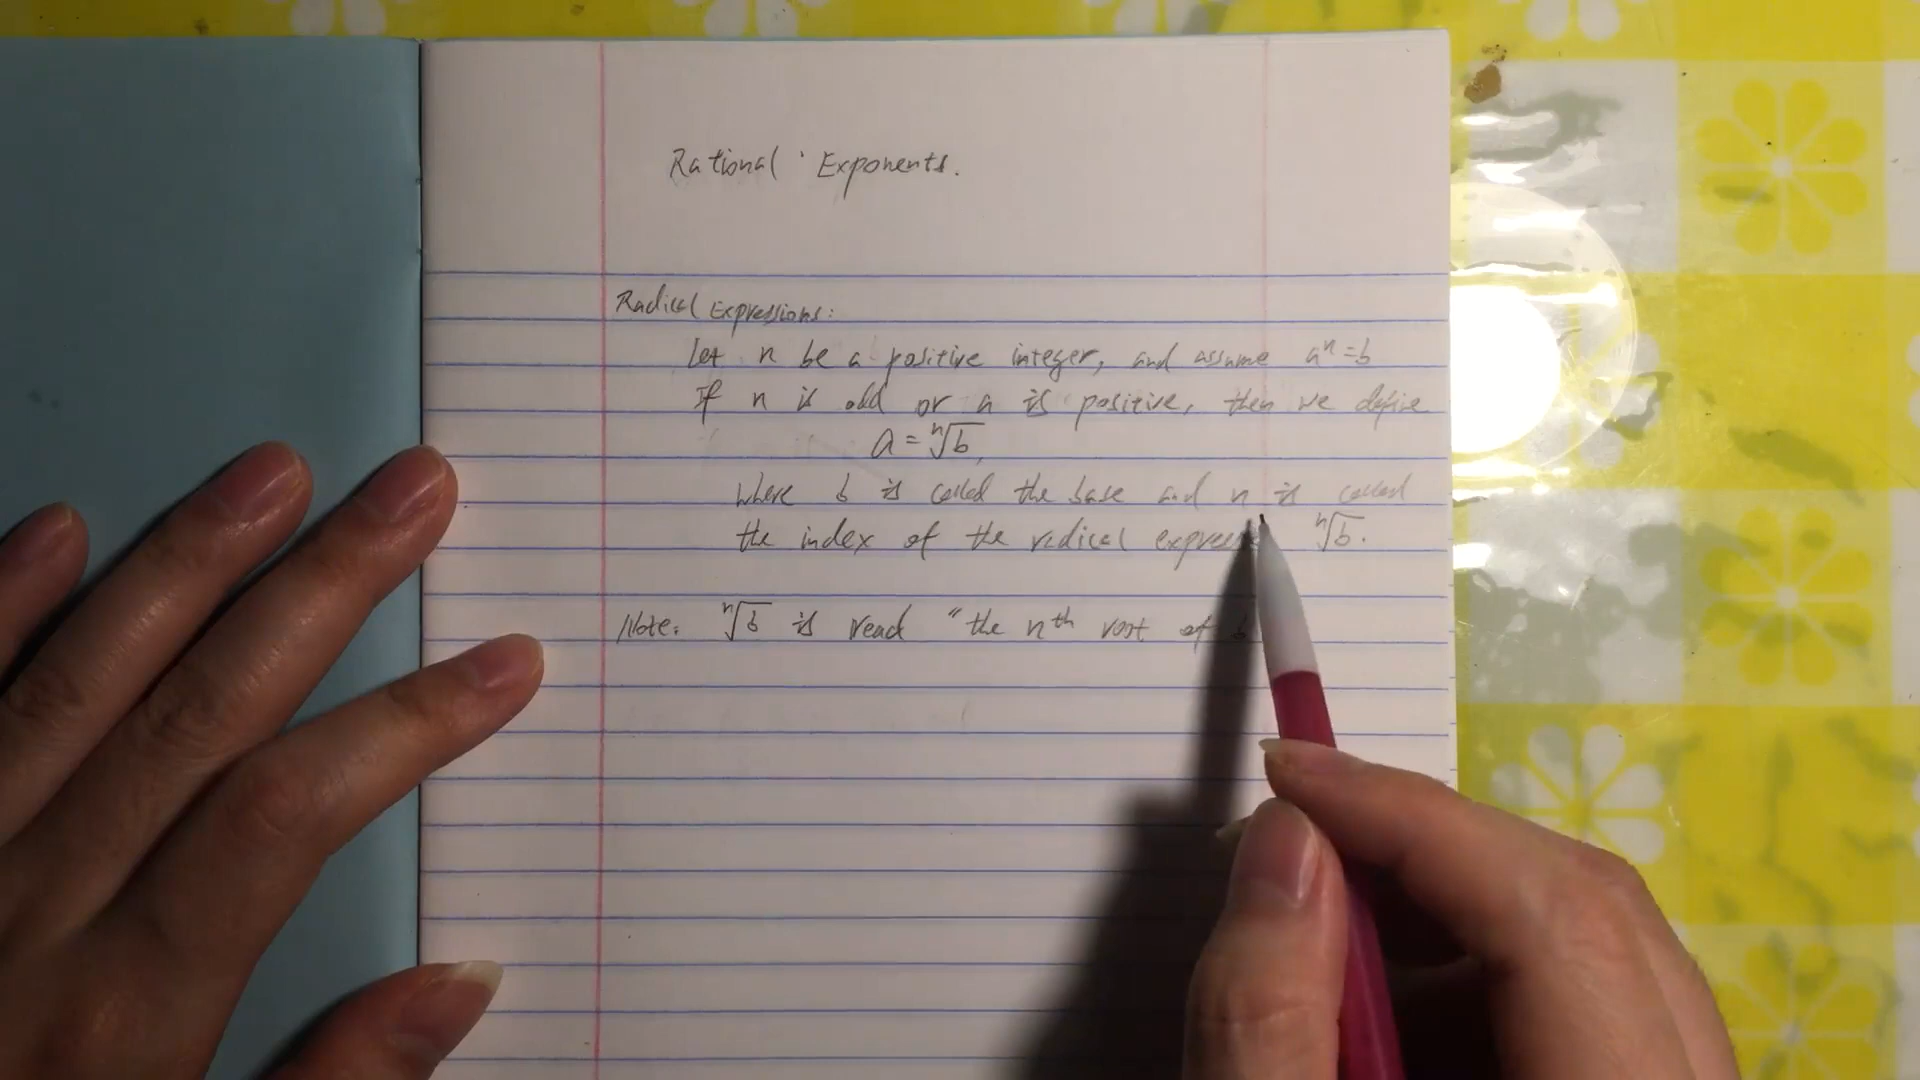 Rational Exponents.
Radical Expressions:
Let n be a positive integer, and assume aⁿ=b
If n is odd or a is positive, then we define
a = ⁿ√b,
where b is called the base and n is called
the index of the radical ⁿ√b.
Note: ⁿ√b is read "the nth root of b